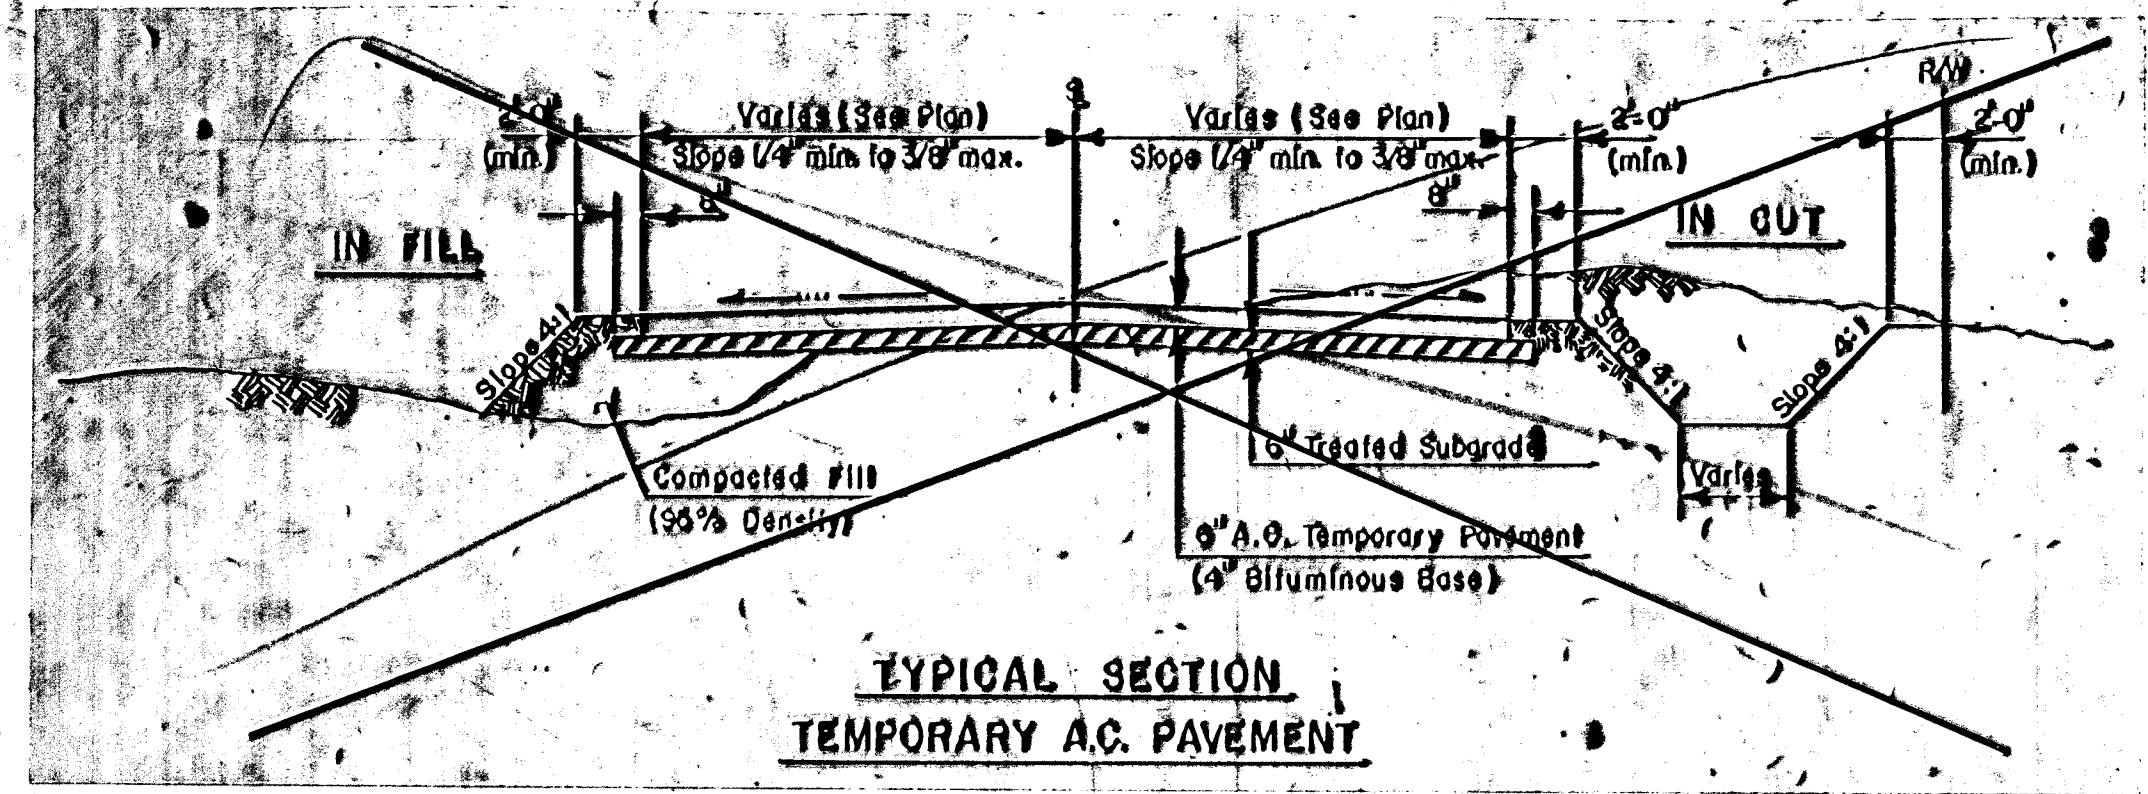 R/W
2'-0" Varies (See Plan) ℄ Varies (See Plan) 2'-0" 2'-0"
(min.) Slope 1/4" min. to 3/8" max. Slope 1/4" min. to 3/8" max. (min.) (min.)
8" 8"
IN FILL IN CUT
Slope 4:1 Slope 4:1 Slope 4:1
6" Treated Subgrade
Compacted Fill Varies
(95% Density)
6" A.C. Temporary Pavement
(4" Bituminous Base)
TYPICAL SECTION
TEMPORARY A.C. PAVEMENT